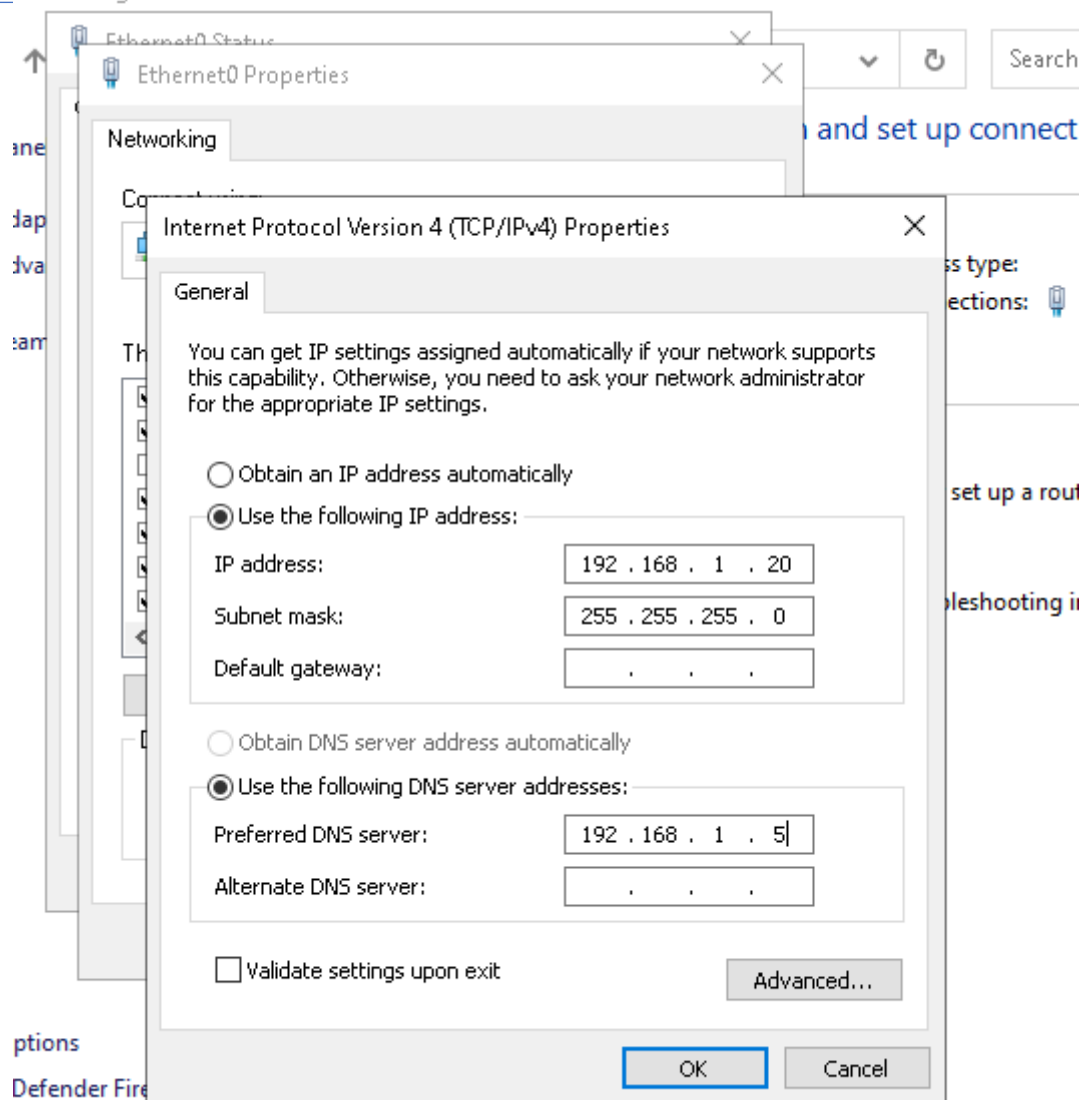 Ethernet0 Status
Ethernet0 Properties
Search
Networking
and set up connect
Internet Protocol Version 4 (TCP/IPv4) Properties
ss type:
ections:
General
You can get IP settings assigned automatically if your network supports
this capability. Otherwise, you need to ask your network administrator
for the appropriate IP settings.
Obtain an IP address automatically
Use the following IP address:
set up a rout
IP address: 192 . 168 . 1 . 20
Subnet mask: 255 . 255 . 255 . 0
Default gateway: . . .
Obtain DNS server address automatically
Use the following DNS server addresses:
Preferred DNS server: 192 . 168 . 1 . 5
Alternate DNS server: . . .
Validate settings upon exit
Advanced...
ptions
OK Cancel
Defender Fire